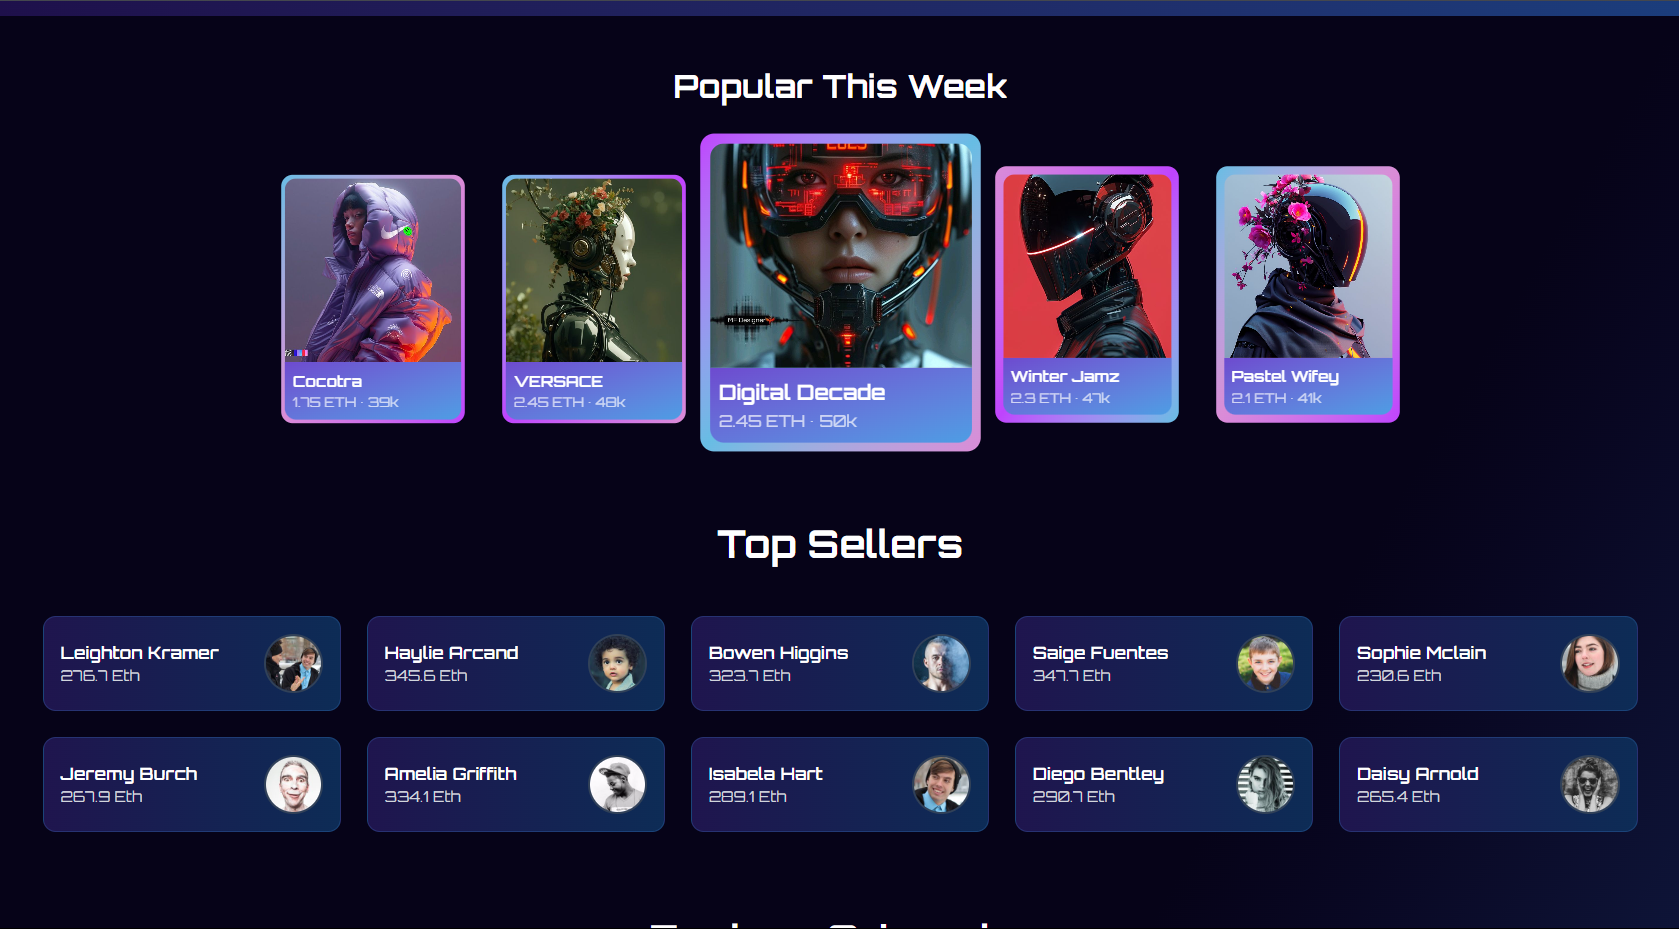 Popular This Week
2023
MF Designer
Cocotra
1.75 ETH · 39k
VERSACE
2.45 ETH · 48k
Digital Decade
2.45 ETH · 50k
Winter Jamz
2.3 ETH · 47k
Pastel Wifey
2.1 ETH · 41k
Top Sellers
Leighton Kramer
276.7 Eth
Haylie Arcand
345.6 Eth
Bowen Higgins
323.7 Eth
Saige Fuentes
347.7 Eth
Sophie Mclain
230.6 Eth
Jeremy Burch
267.9 Eth
Amelia Griffith
334.1 Eth
Isabela Hart
289.1 Eth
Diego Bentley
290.7 Eth
Daisy Arnold
265.4 Eth